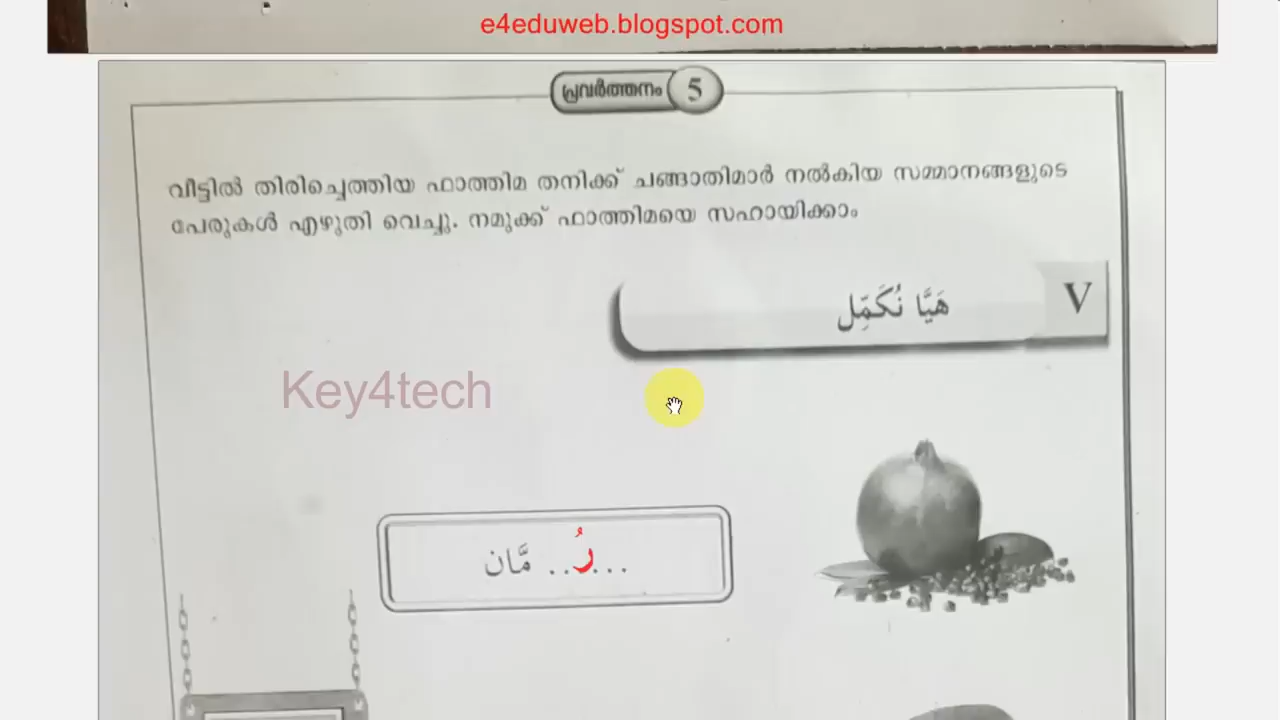 e4eduweb.blogspot.com
പ്രവർത്തനം 5
വീട്ടിൽ തിരിച്ചെത്തിയ ഫാത്തിമ തനിക്ക് ചങ്ങാതിമാർ നൽകിയ സമ്മാനങ്ങളുടെ
പേരുകൾ എഴുതി വെച്ചു. നമുക്ക് ഫാത്തിമയെ സഹായിക്കാം
هَيَّا نُكَمِّل V
Key4tech
...رُ.. مَّان